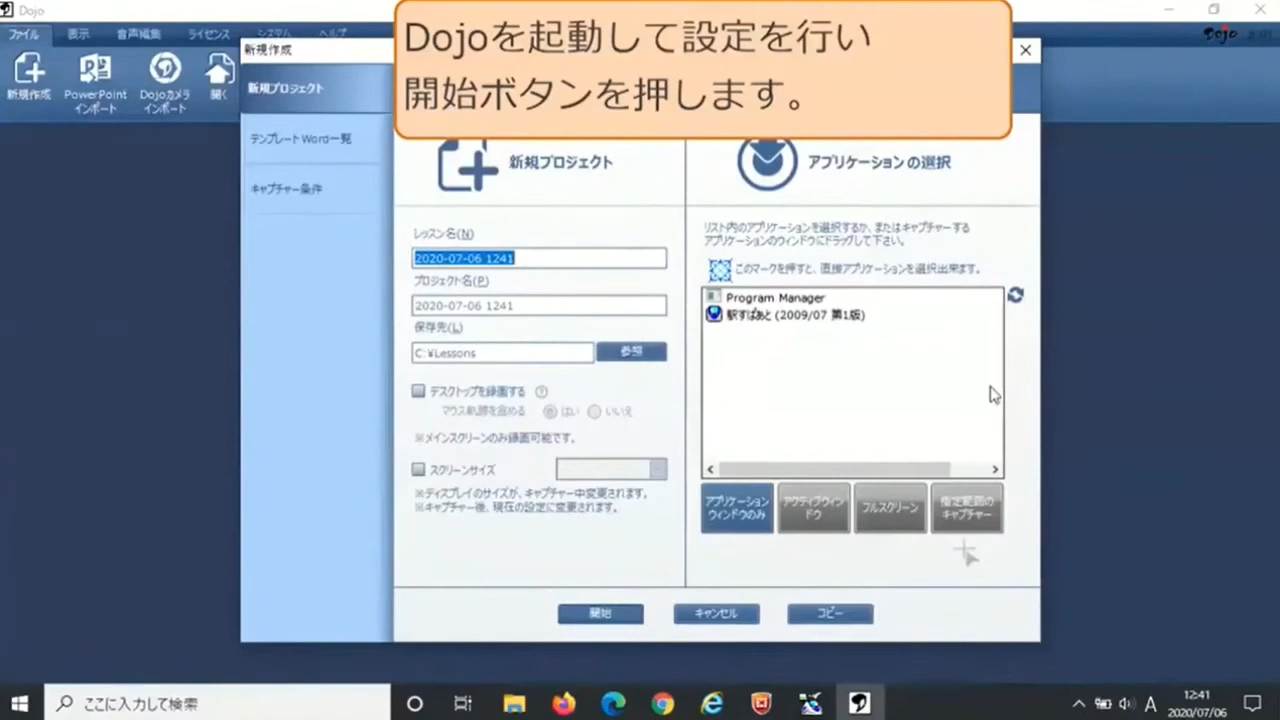 Dojo
Dojoを起動して設定を行い
開始ボタンを押します。
ファイル 表示 音声編集 ライセンス システム ヘルプ
Dojo
新規作成
PowerPoint
インポート
Dojoカメラ
インポート
開く
新規作成
新規プロジェクト
テンプレート Word一覧
キャプチャー条件
新規プロジェクト
レッスン名(N)
2020-07-06 1241
プロジェクト名(P)
2020-07-06 1241
保存先(L)
C:¥Lessons
参照
デスクトップを録画する ?
マウス軌跡を含める はい いいえ
※メインスクリーンのみ録画可能です。
スクリーンサイズ
※ディスプレイのサイズが、キャプチャー中変更されます。
※キャプチャー後、現在の設定に変更されます。
アプリケーションの選択
リスト内のアプリケーションを選択するか、またはキャプチャーする
アプリケーションのウィンドウにドラッグして下さい。
このマークを押すと、直接アプリケーションを選択出来ます。
Program Manager
駅すぱあと (2009/07 第1版)
アプリケーション
ウィンドウのみ
アクティブウィン
ドウ
フルスクリーン
指定範囲の
キャプチャー
開始 キャンセル コピー
ここに入力して検索
A
12:41
2020/07/06